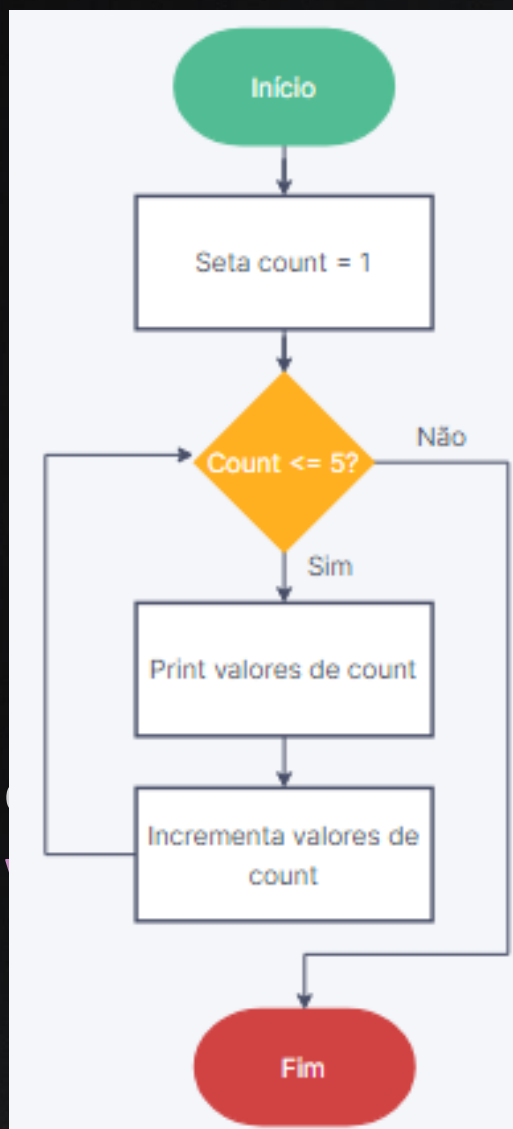 Início
Seta count = 1
Count <= 5?
Não
Sim
Print valores de count
Incrementa valores de
count
Fim